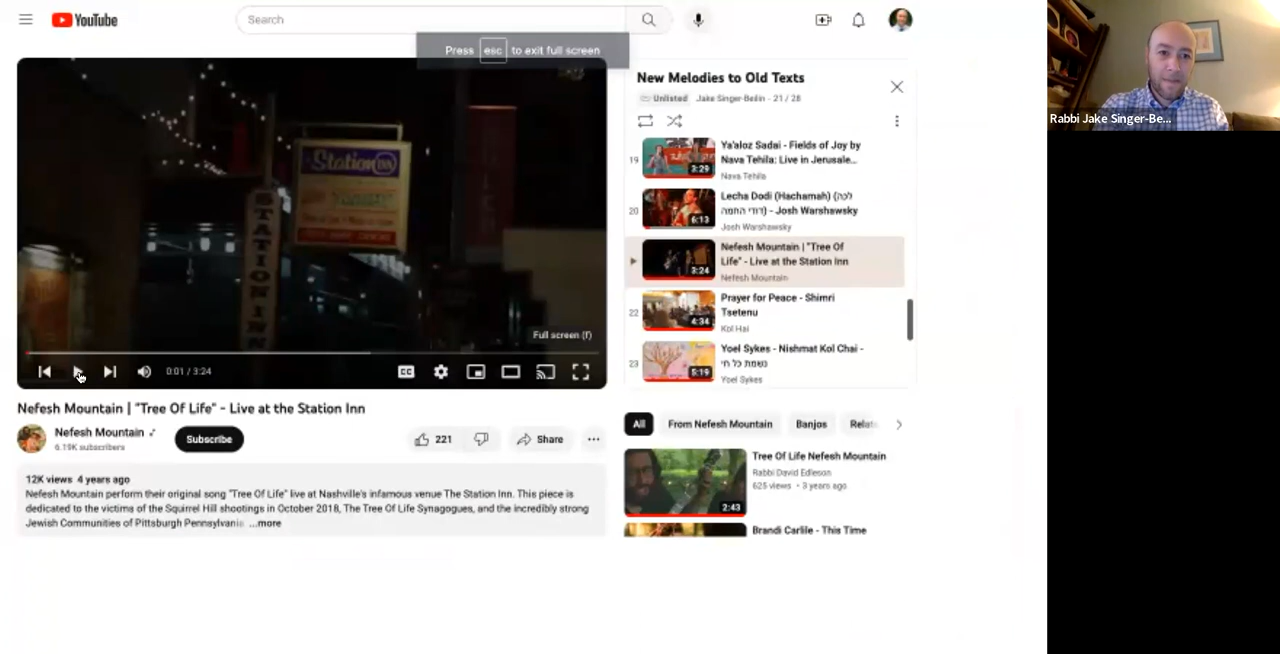 YouTube
Search
Press esc to exit full screen
Station INN
STATION INN
Full screen (f)
0:01 / 3:24
CC
Nefesh Mountain | "Tree Of Life" - Live at the Station Inn
Nefesh Mountain
6.19K subscribers
Subscribe
221
Share
12K views 4 years ago
Nefesh Mountain perform their original song "Tree Of Life" live at Nashville's infamous venue The Station Inn. This piece is
dedicated to the victims of the Squirrel Hill shootings in October 2018, The Tree Of Life Synagogues, and the incredibly strong
Jewish Communities of Pittsburgh Pennsylvania ...more
New Melodies to Old Texts
Unlisted Jake Singer-Beilin - 21 / 28
19
3:29
Ya'aloz Sadai - Fields of Joy by
Nava Tehila: Live in Jerusale...
Nava Tehila
20
6:13
Lecha Dodi (Hachamah) (לכה
דודי החמה) - Josh Warshawsky
Josh Warshawsky
3:24
Nefesh Mountain | "Tree Of
Life" - Live at the Station Inn
Nefesh Mountain
22
4:34
Prayer for Peace - Shimri
Tsetenu
Kol Hai
23
5:19
Yoel Sykes - Nishmat Kol Chai -
נשמת כל חי
Yoel Sykes
All
From Nefesh Mountain
Banjos
Relat
2:43
Tree Of Life Nefesh Mountain
Rabbi David Edleson
625 views • 3 years ago
Brandi Carlile - This Time
Rabbi Jake Singer-Be...